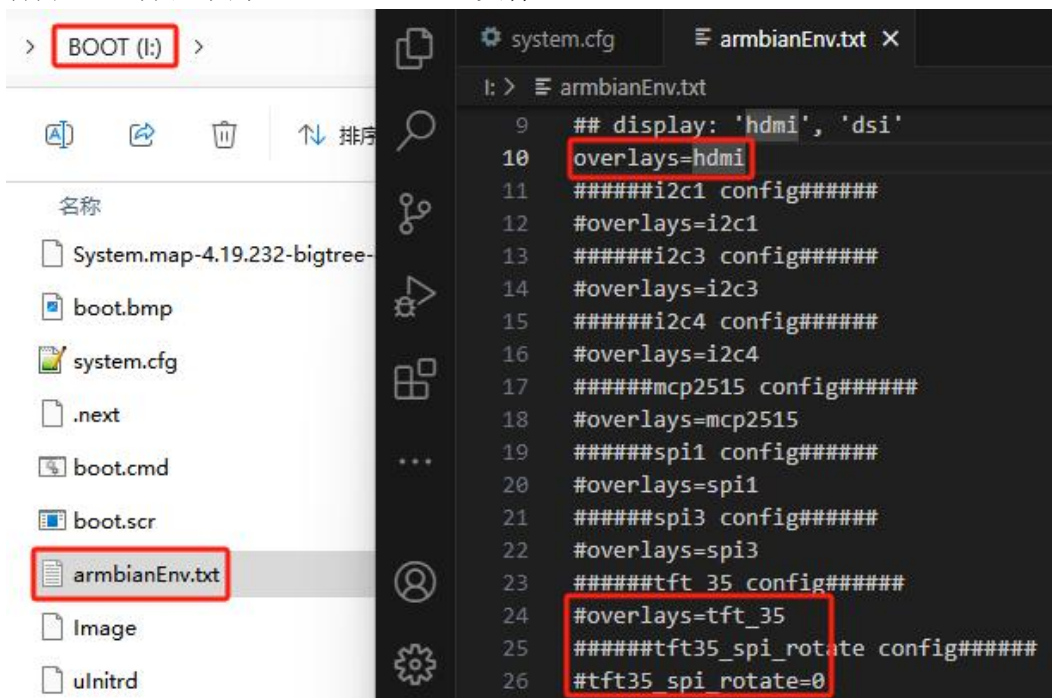 BOOT (I:)
排序
名称
System.map-4.19.232-bigtree-
boot.bmp
system.cfg
.next
boot.cmd
boot.scr
armbianEnv.txt
Image
uInitrd
system.cfg
armbianEnv.txt
I: > armbianEnv.txt
9 ## display: 'hdmi', 'dsi'
10 overlays=hdmi
11 ######i2c1 config######
12 #overlays=i2c1
13 ######i2c3 config######
14 #overlays=i2c3
15 ######i2c4 config######
16 #overlays=i2c4
17 ######mcp2515 config######
18 #overlays=mcp2515
19 ######spi1 config######
20 #overlays=spi1
21 ######spi3 config######
22 #overlays=spi3
23 ######tft_35 config######
24 #overlays=tft_35
25 ######tft35_spi_rotate config######
26 #tft35_spi_rotate=0